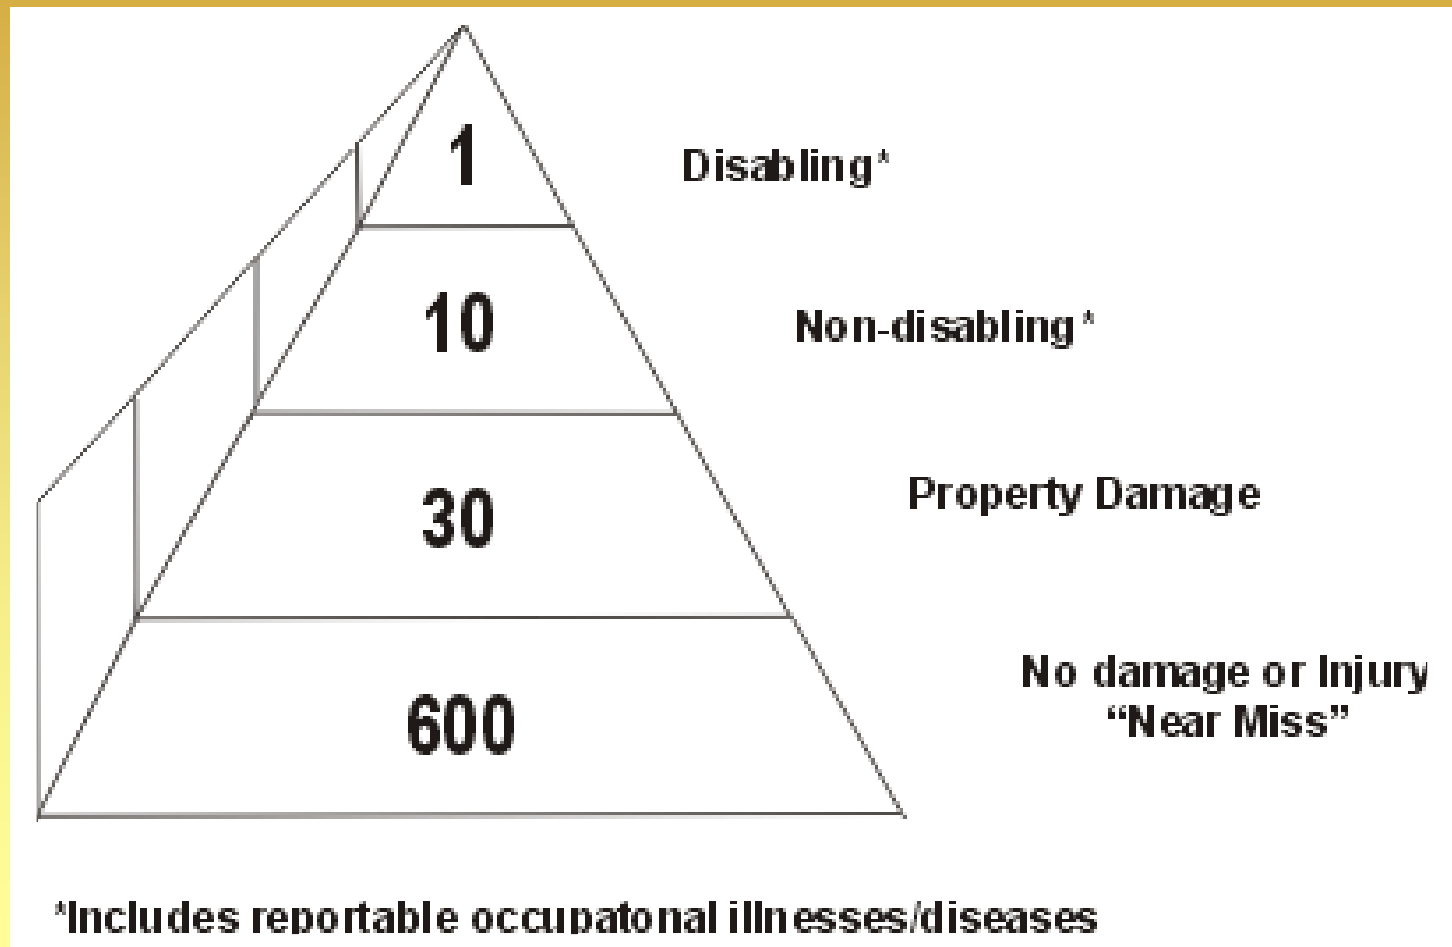 1
Disabling*
10
Non-disabling*
30
Property Damage
600
No damage or Injury
“Near Miss”
*Includes reportable occupatonal illnesses/diseases